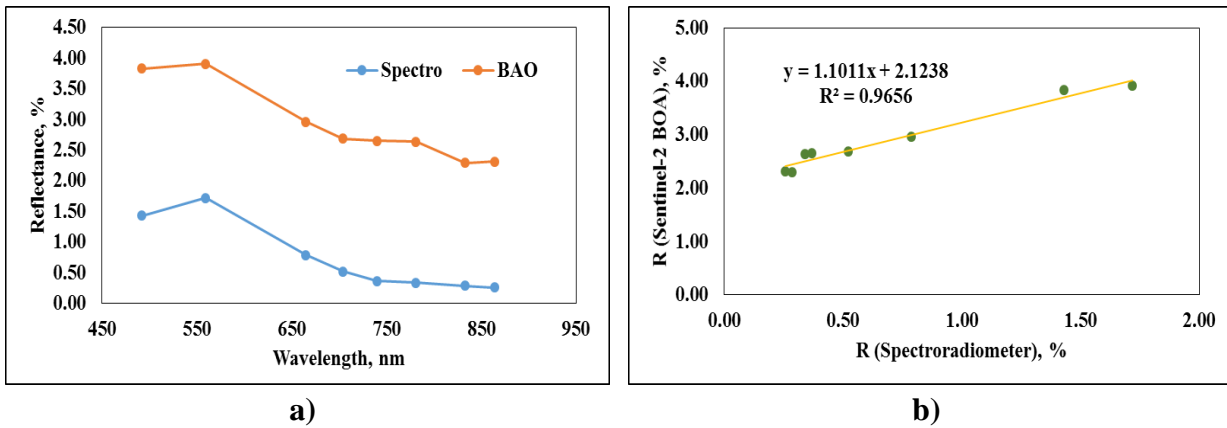 Reflectance, %
4.50
4.00
3.50
3.00
2.50
2.00
1.50
1.00
0.50
0.00
Spectro BAO
450 550 650 750 850 950
Wavelength, nm
a)
R (Sentinel-2 BOA), %
5.00
4.00
3.00
2.00
1.00
0.00
y = 1.1011x + 2.1238
R² = 0.9656
0.00 0.50 1.00 1.50 2.00
R (Spectroradiometer), %
b)